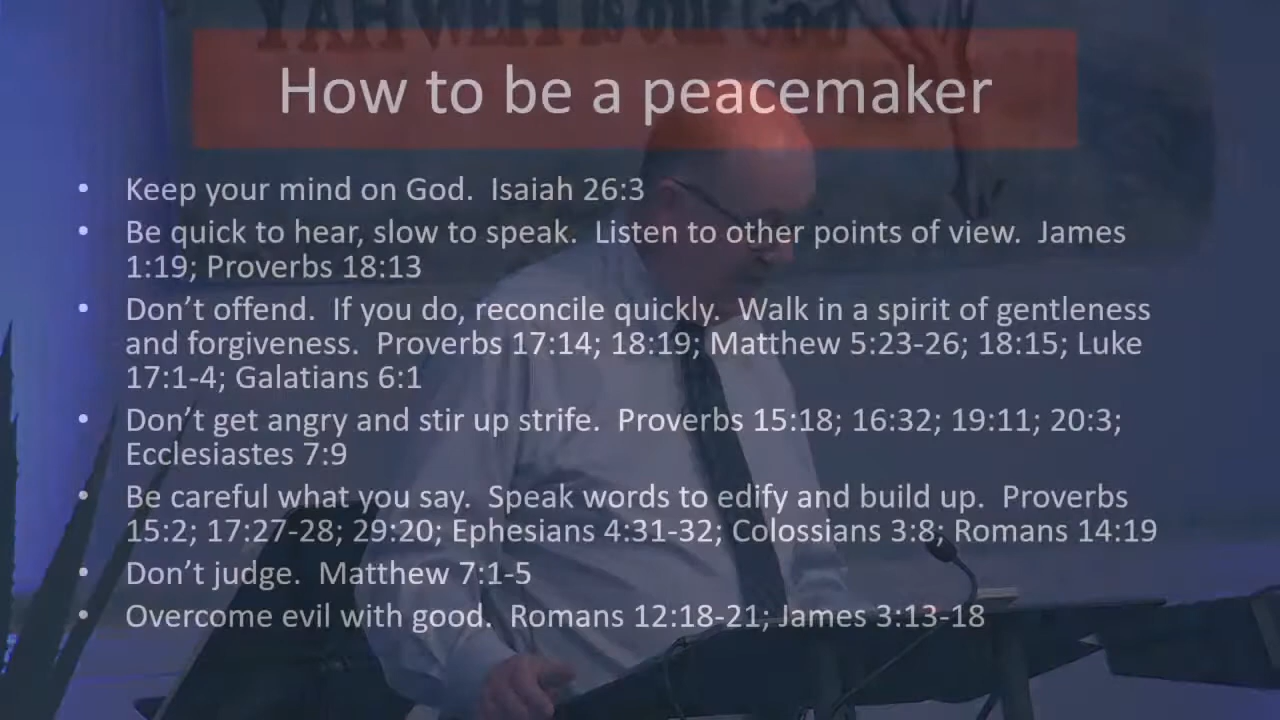 YAHWEH is our God
How to be a peacemaker
• Keep your mind on God.  Isaiah 26:3
• Be quick to hear, slow to speak.  Listen to other points of view.  James
1:19; Proverbs 18:13
• Don’t offend.  If you do, reconcile quickly.  Walk in a spirit of gentleness
and forgiveness.  Proverbs 17:14; 18:19; Matthew 5:23-26; 18:15; Luke
17:1-4; Galatians 6:1
• Don’t get angry and stir up strife.  Proverbs 15:18; 16:32; 19:11; 20:3;
Ecclesiastes 7:9
• Be careful what you say.  Speak words to edify and build up.  Proverbs
15:2; 17:27-28; 29:20; Ephesians 4:31-32; Colossians 3:8; Romans 14:19
• Don’t judge.  Matthew 7:1-5
• Overcome evil with good.  Romans 12:18-21; James 3:13-18